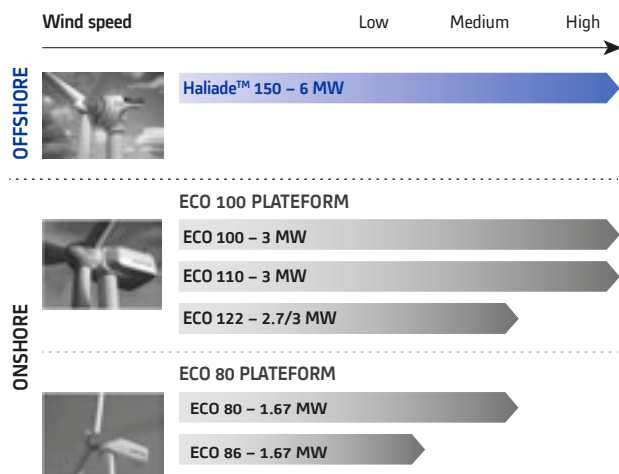 Wind speed Low Medium High
OFFSHORE
Haliade™ 150 – 6 MW
ONSHORE
ECO 100 PLATEFORM
ECO 100 – 3 MW
ECO 110 – 3 MW
ECO 122 – 2.7/3 MW
ECO 80 PLATEFORM
ECO 80 – 1.67 MW
ECO 86 – 1.67 MW